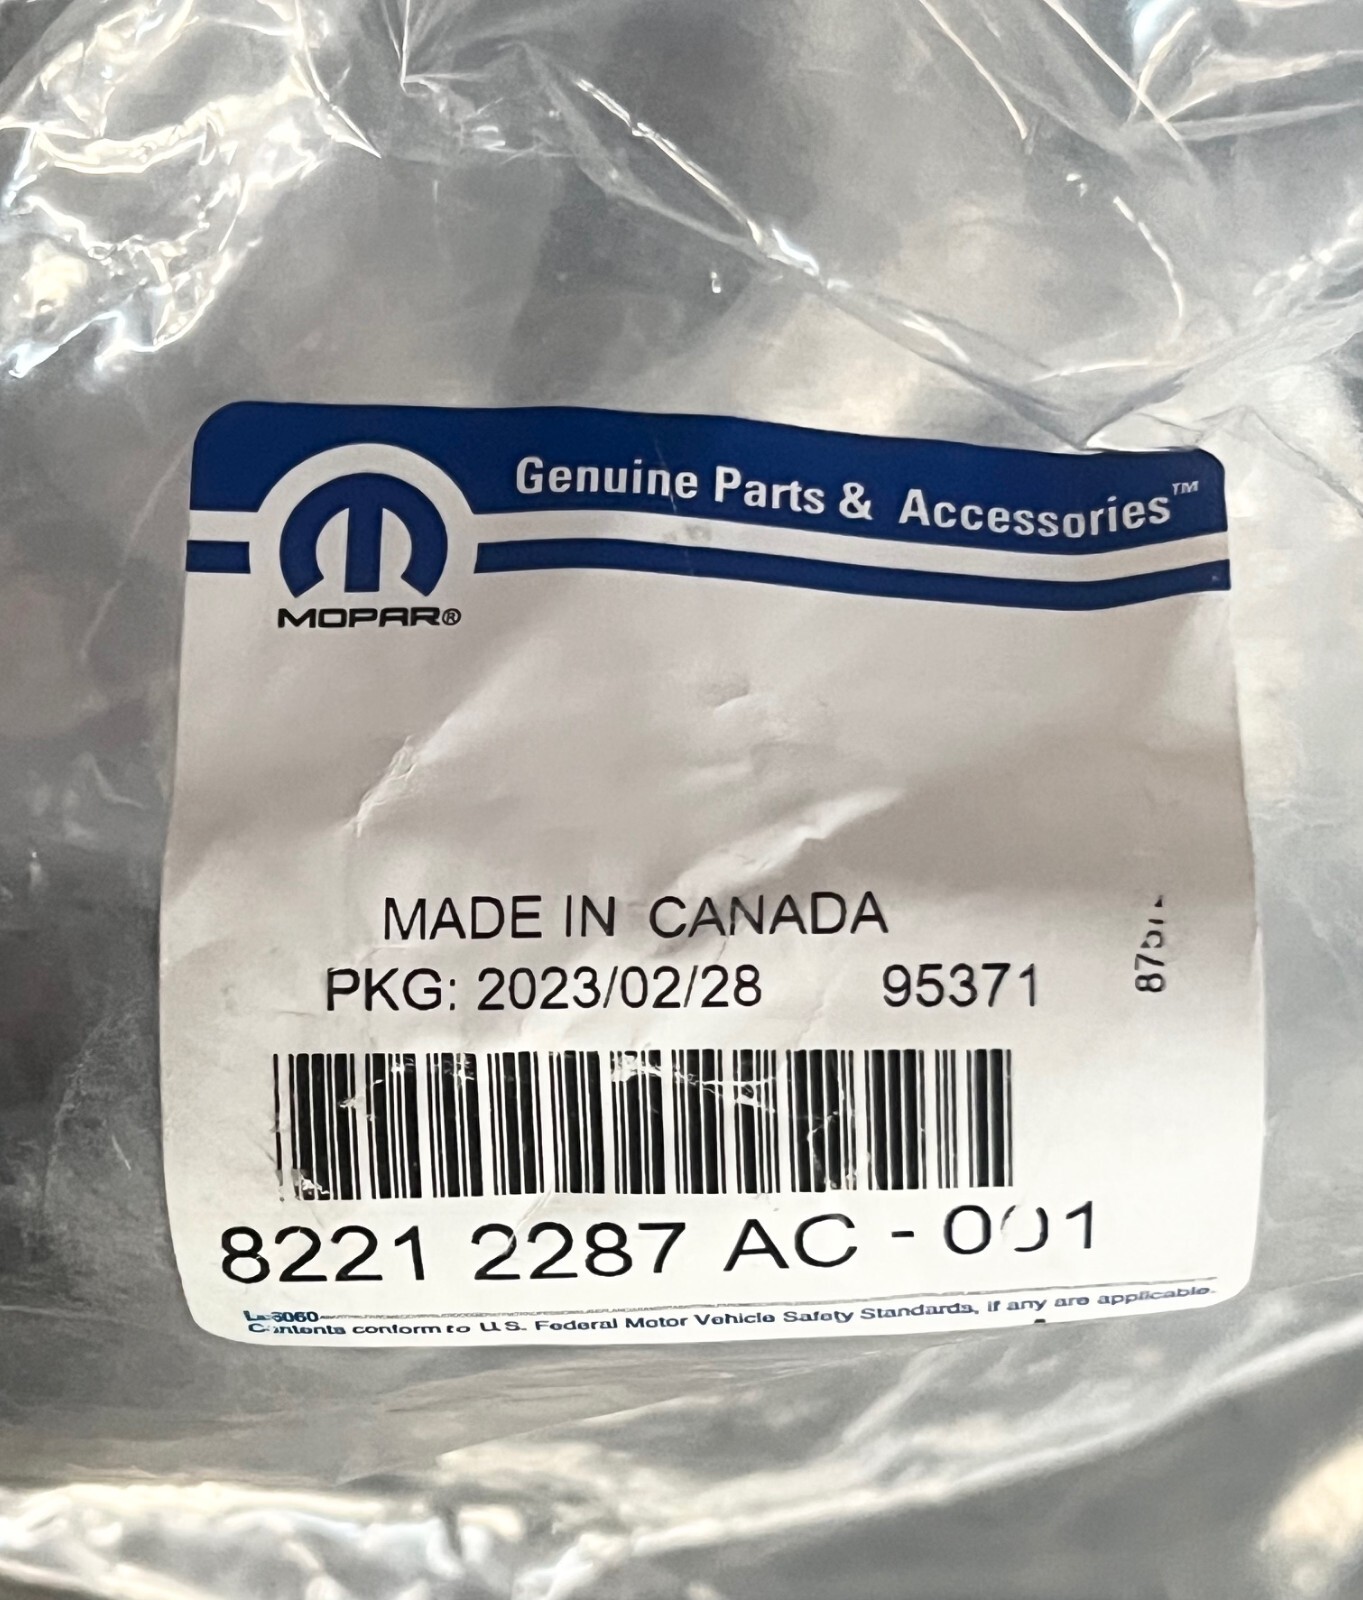 Genuine Parts & Accessories™
MOPAR®
MADE IN CANADA
PKG: 2023/02/28 95371
8221 2287 AC - 001
Contents conform to U.S. Federal Motor Vehicle Safety Standards, if any are applicable.